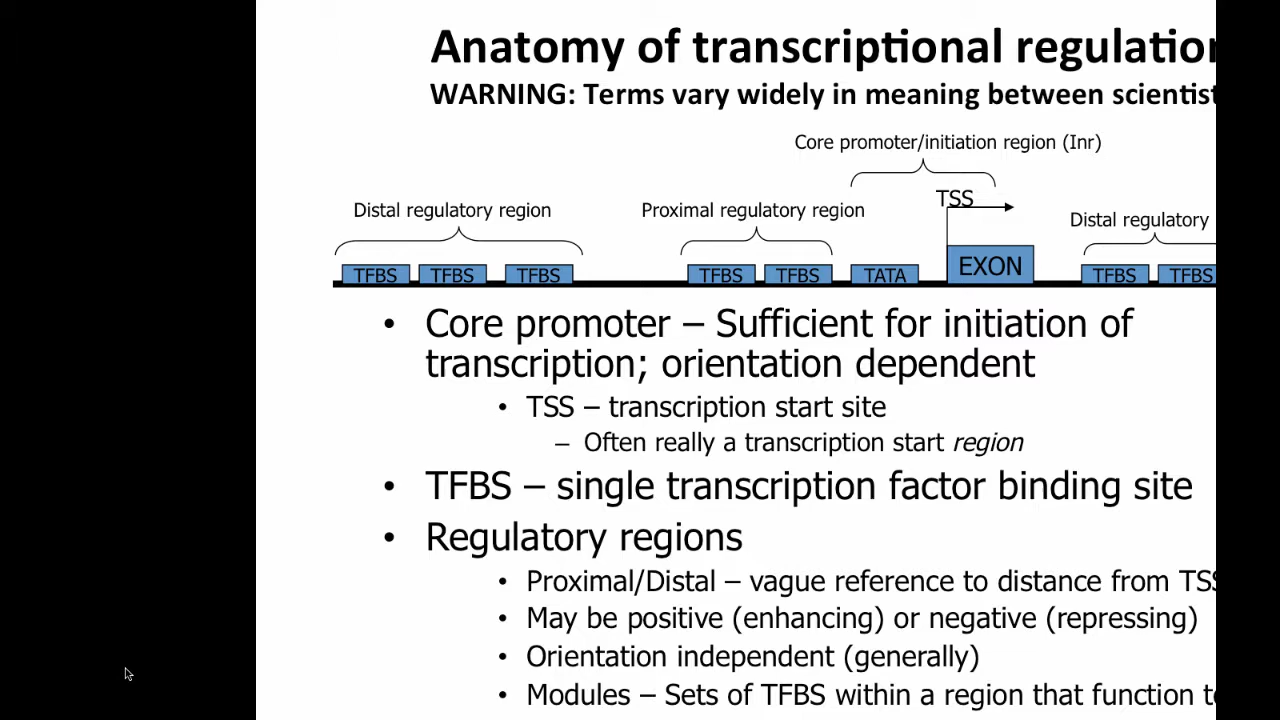 Anatomy of transcriptional regulation
WARNING: Terms vary widely in meaning between scientist
Core promoter/initiation region (Inr)
TSS
Distal regulatory region
Proximal regulatory region
Distal regulatory
TFBS TFBS TFBS TFBS TFBS TATA EXON TFBS TFBS
• Core promoter – Sufficient for initiation of
transcription; orientation dependent
• TSS – transcription start site
– Often really a transcription start region
• TFBS – single transcription factor binding site
• Regulatory regions
• Proximal/Distal – vague reference to distance from TSS
• May be positive (enhancing) or negative (repressing)
• Orientation independent (generally)
• Modules – Sets of TFBS within a region that function